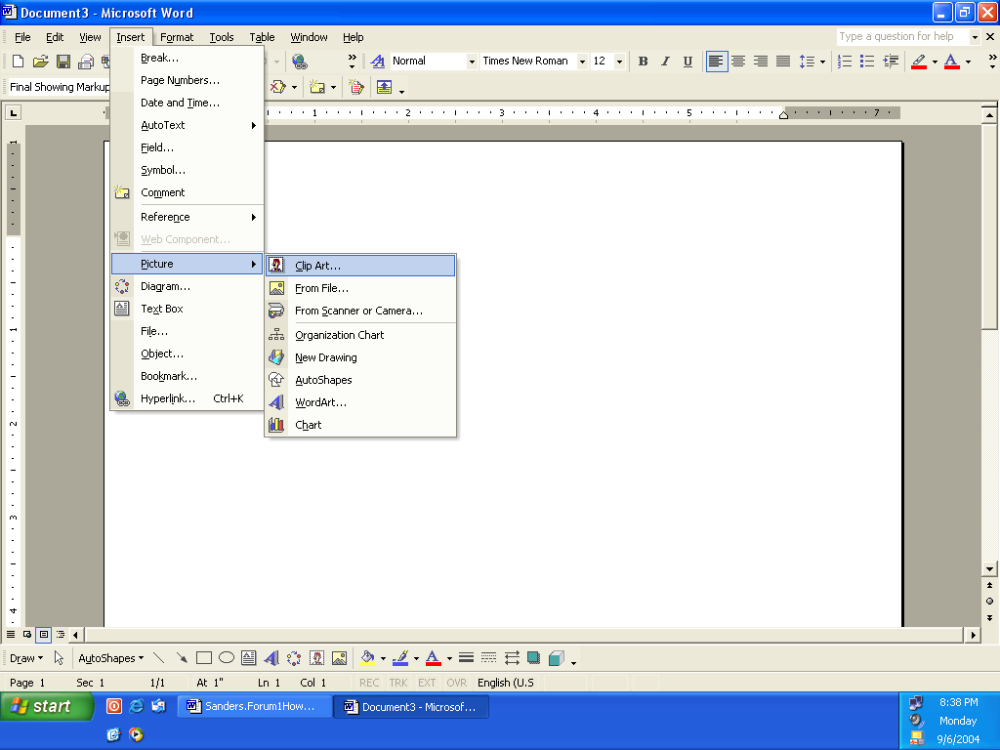 Document3 - Microsoft Word
File Edit View Insert Format Tools Table Window Help
Type a question for help
Normal Times New Roman 12 B I U
Final Showing Markup
1 2 3 4 5 7
Break...
Page Numbers...
Date and Time...
AutoText
Field...
Symbol...
Comment
Reference
Web Component...
Picture
Diagram...
Text Box
File...
Object...
Bookmark...
Hyperlink... Ctrl+K
Clip Art...
From File...
From Scanner or Camera...
Organization Chart
New Drawing
AutoShapes
WordArt...
Chart
1
1
2
3
4
Draw AutoShapes
Page 1 Sec 1 1/1 At 1" Ln 1 Col 1 REC TRK EXT OVR English (U.S
start Sanders.Forum1How... Document3 - Microsof...
8:38 PM
Monday
9/6/2004